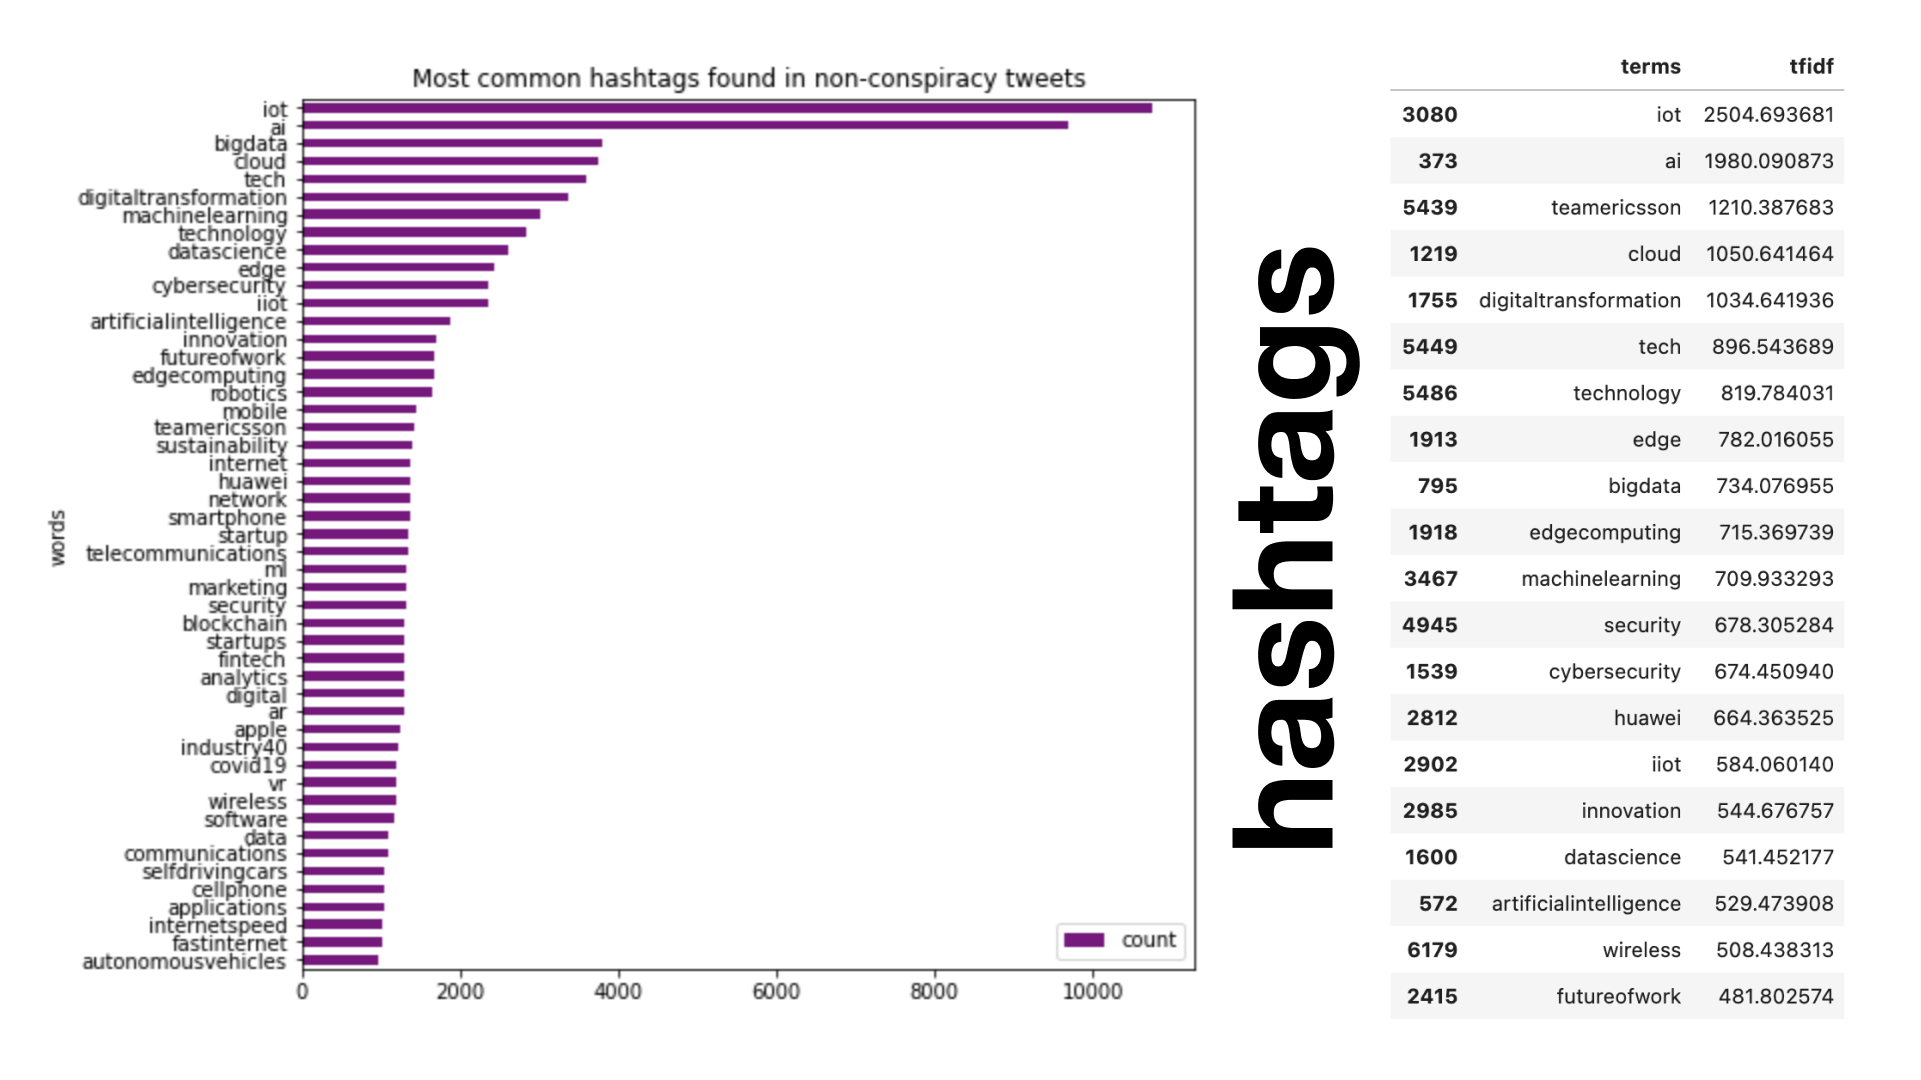 Most common hashtags found in non-conspiracy tweets
words
iot
ai
bigdata
cloud
tech
digitaltransformation
machinelearning
technology
datascience
edge
cybersecurity
iiot
artificialintelligence
innovation
futureofwork
edgecomputing
robotics
mobile
teamericsson
sustainability
internet
huawei
network
smartphone
startup
telecommunications
ml
marketing
security
blockchain
startups
fintech
analytics
digital
ar
apple
industry40
covid19
vr
wireless
software
data
communications
selfdrivingcars
cellphone
applications
internetspeed
fastinternet
autonomousvehicles
count
0 2000 4000 6000 8000 10000
hashtags
terms tfidf
3080 iot 2504.693681
373 ai 1980.090873
5439 teamericsson 1210.387683
1219 cloud 1050.641464
1755 digitaltransformation 1034.641936
5449 tech 896.543689
5486 technology 819.784031
1913 edge 782.016055
795 bigdata 734.076955
1918 edgecomputing 715.369739
3467 machinelearning 709.933293
4945 security 678.305284
1539 cybersecurity 674.450940
2812 huawei 664.363525
2902 iiot 584.060140
2985 innovation 544.676757
1600 datascience 541.452177
572 artificialintelligence 529.473908
6179 wireless 508.438313
2415 futureofwork 481.802574